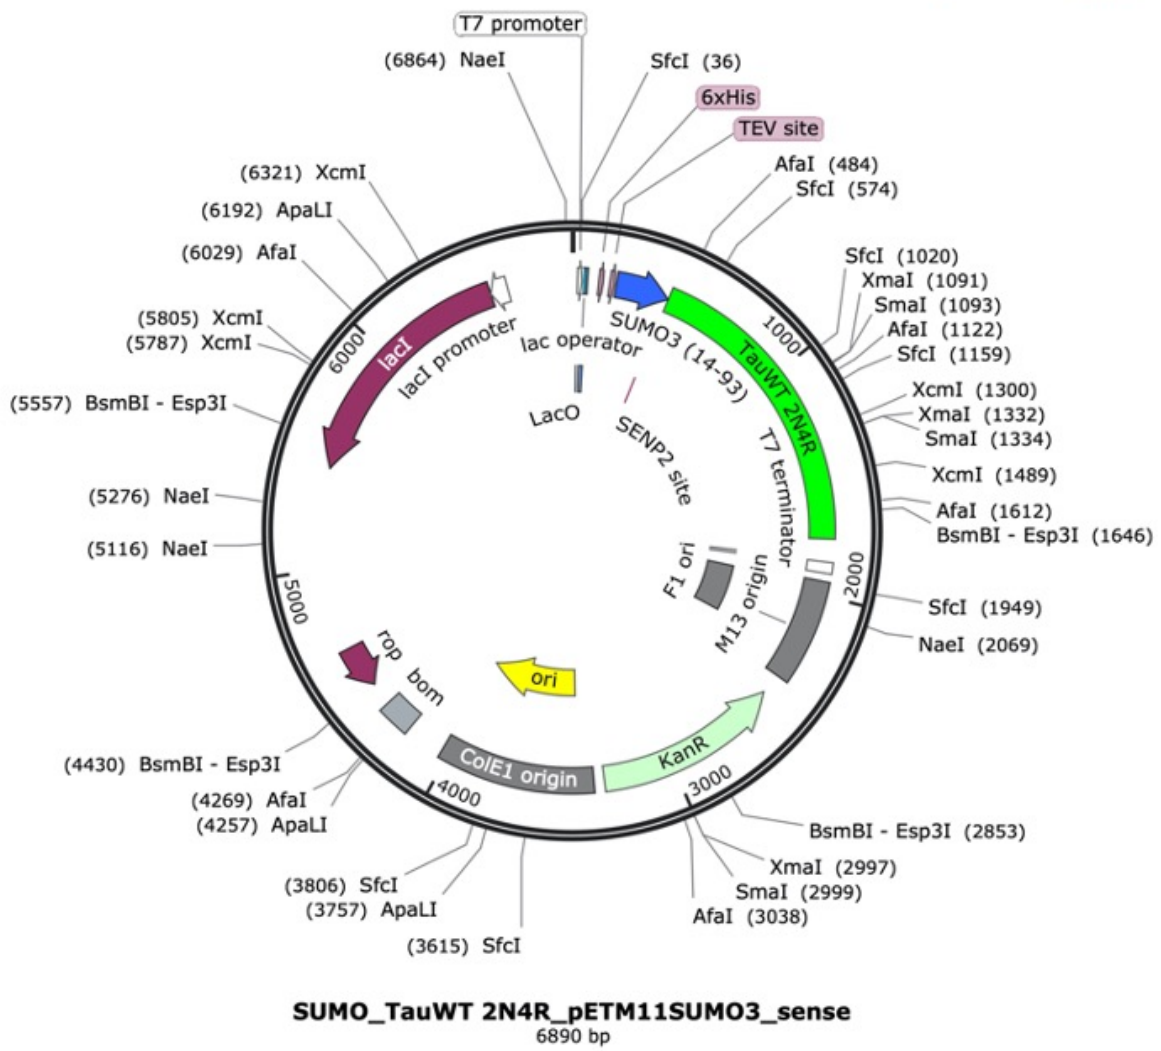 T7 promoter
(6864) NaeI
SfcI (36)
6xHis
TEV site
AfaI (484)
SfcI (574)
SfcI (1020)
XmaI (1091)
SmaI (1093)
AfaI (1122)
SfcI (1159)
XcmI (1300)
XmaI (1332)
SmaI (1334)
XcmI (1489)
AfaI (1612)
BsmBI - Esp3I (1646)
SfcI (1949)
NaeI (2069)
BsmBI - Esp3I (2853)
XmaI (2997)
SmaI (2999)
AfaI (3038)
(3615) SfcI
(3757) ApaLI
(3806) SfcI
(4257) ApaLI
(4269) AfaI
(4430) BsmBI - Esp3I
(5116) NaeI
(5276) NaeI
(5557) BsmBI - Esp3I
(5787) XcmI
(5805) XcmI
(6029) AfaI
(6192) ApaLI
(6321) XcmI
1000
2000
3000
4000
5000
6000
lacI
lacI promoter
lac operator
LacO
SUMO3 (14-93)
SENP2 site
TauWT 2N4R
T7 terminator
F1 ori
M13 origin
KanR
ori
ColE1 origin
bom
rop
SUMO_TauWT 2N4R_pETM11SUMO3_sense
6890 bp